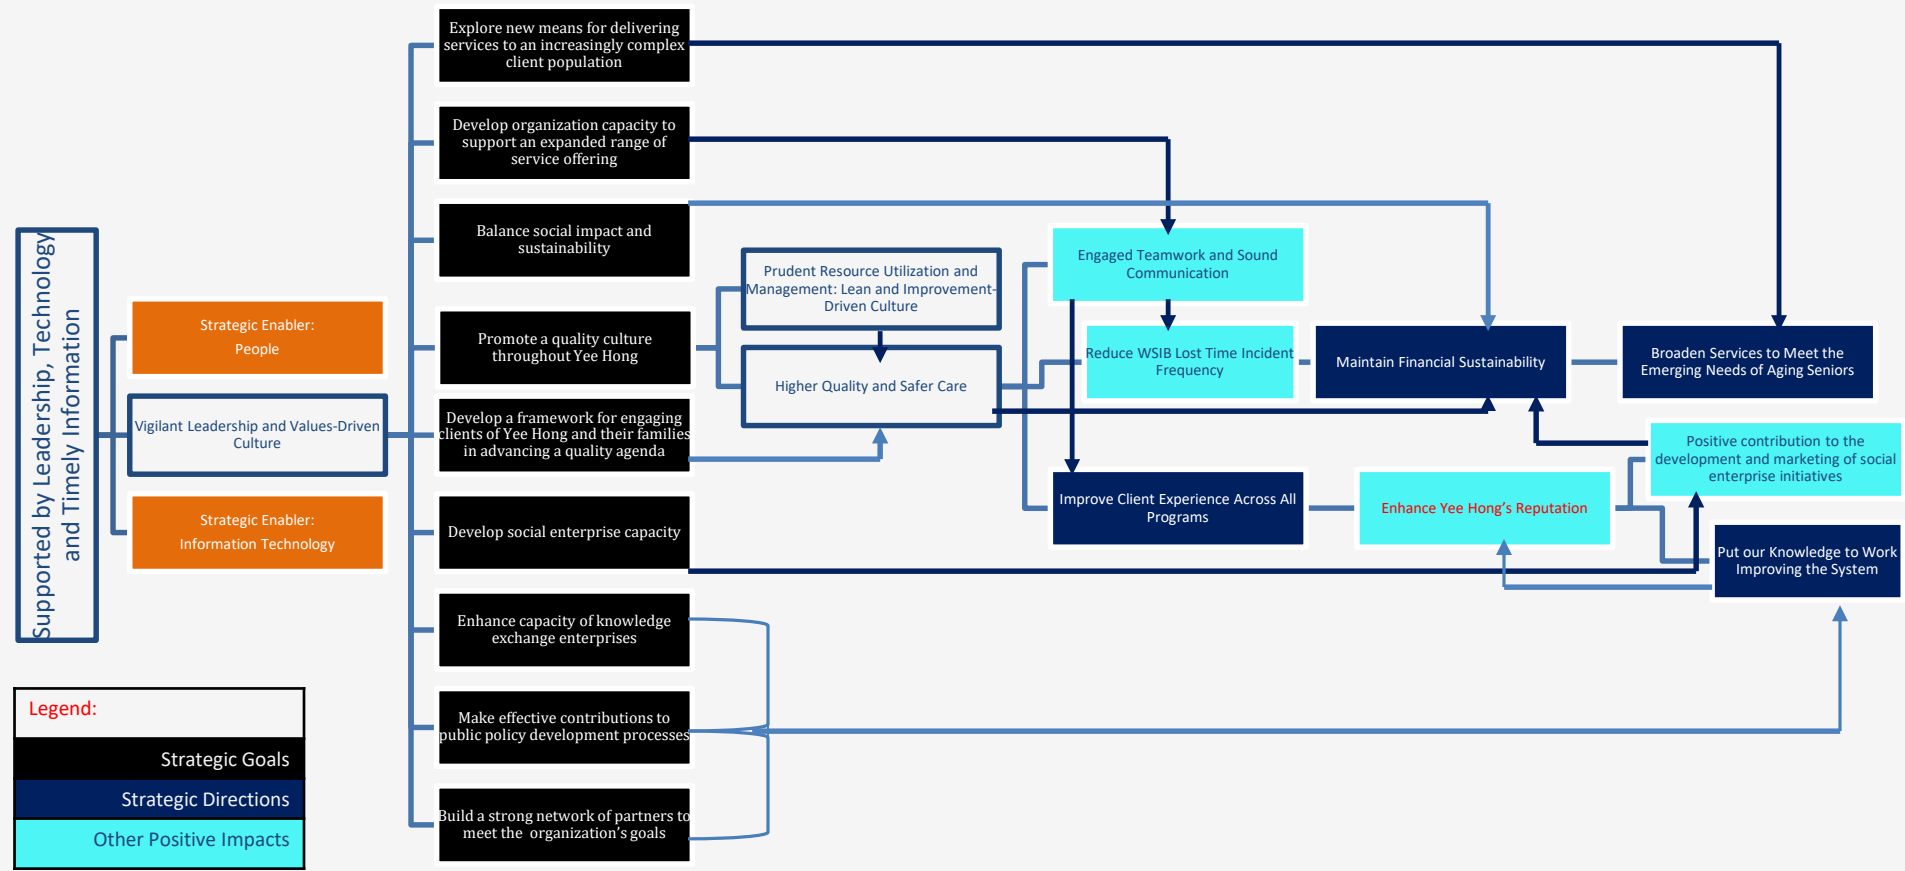 Supported by Leadership, Technology
and Timely Information
Strategic Enabler:
People
Vigilant Leadership and Values-Driven
Culture
Strategic Enabler:
Information Technology
Explore new means for delivering
services to an increasingly complex
client population
Develop organization capacity to
support an expanded range of
service offering
Balance social impact and
sustainability
Promote a quality culture
throughout Yee Hong
Develop a framework for engaging
clients of Yee Hong and their families
in advancing a quality agenda
Develop social enterprise capacity
Enhance capacity of knowledge
exchange enterprises
Make effective contributions to
public policy development processes
Build a strong network of partners to
meet the organization's goals
Prudent Resource Utilization and
Management: Lean and Improvement-
Driven Culture
Higher Quality and Safer Care
Engaged Teamwork and Sound
Communication
Reduce WSIB Lost Time Incident
Frequency
Improve Client Experience Across All
Programs
Maintain Financial Sustainability
Enhance Yee Hong's Reputation
Broaden Services to Meet the
Emerging Needs of Aging Seniors
Positive contribution to the
development and marketing of social
enterprise initiatives
Put our Knowledge to Work
Improving the System
Legend:
Strategic Goals
Strategic Directions
Other Positive Impacts